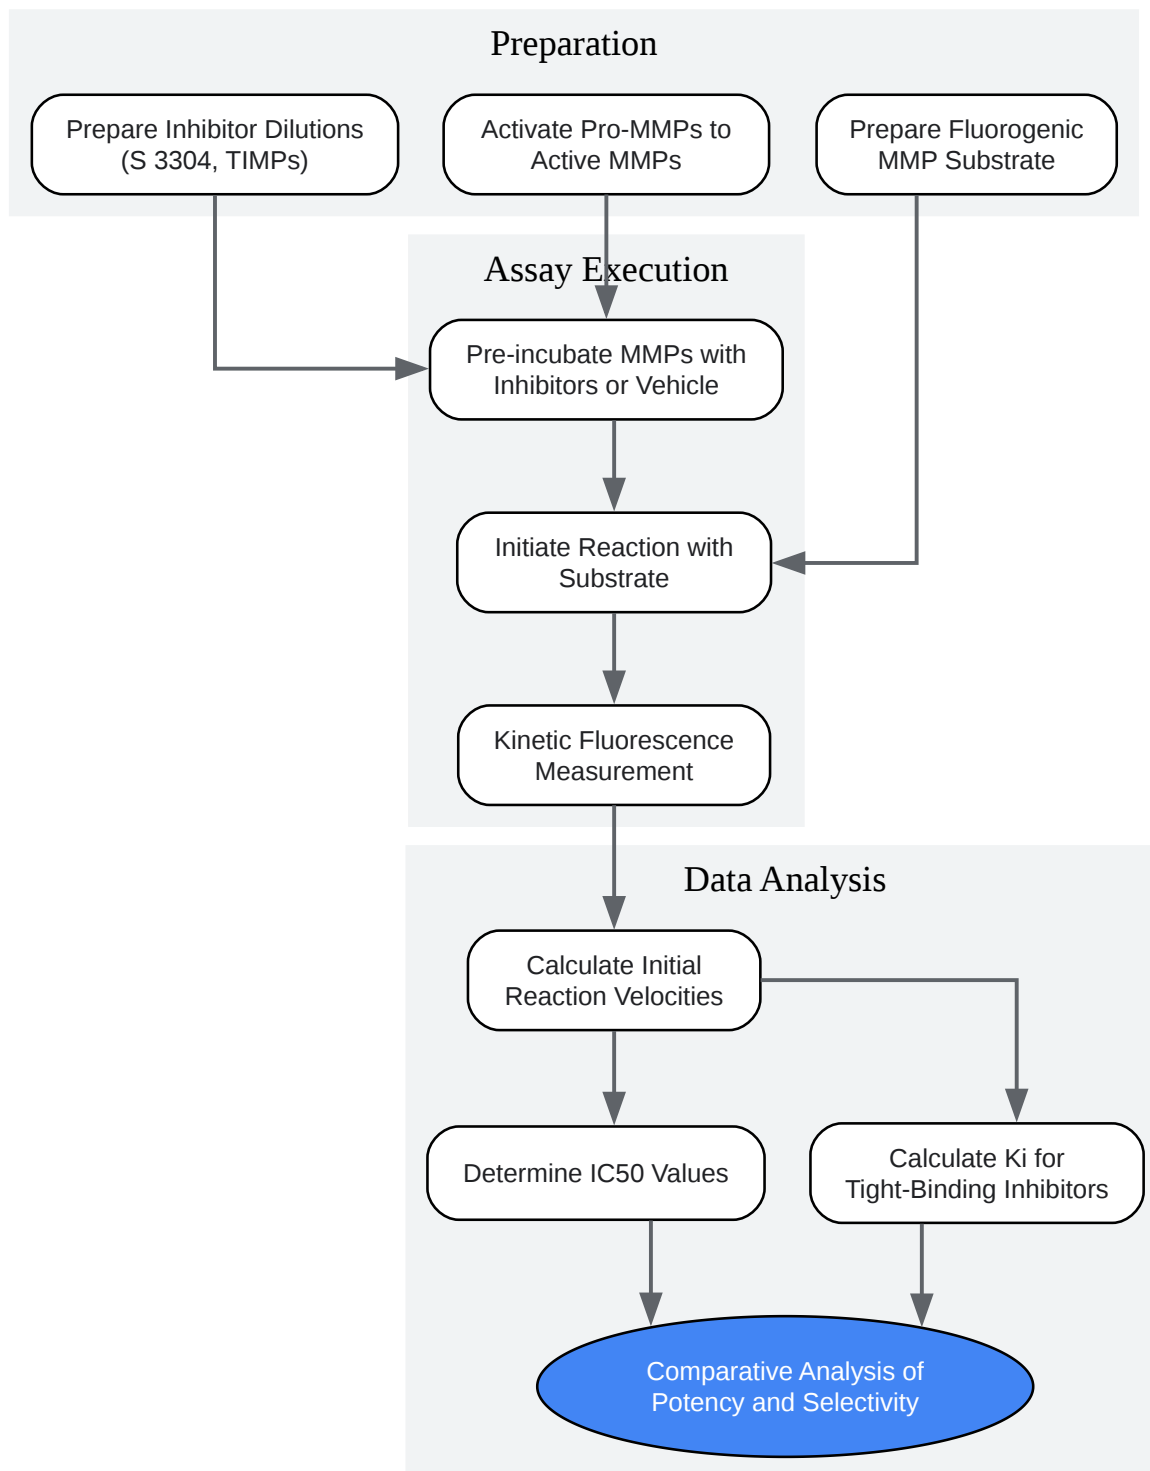 Preparation
Prepare Inhibitor Dilutions
(S 3304, TIMPs)
Activate Pro-MMPs to
Active MMPs
Prepare Fluorogenic
MMP Substrate
Assay Execution
Pre-incubate MMPs with
Inhibitors or Vehicle
Initiate Reaction with
Substrate
Kinetic Fluorescence
Measurement
Data Analysis
Calculate Initial
Reaction Velocities
Determine IC50 Values
Calculate Ki for
Tight-Binding Inhibitors
Comparative Analysis of
Potency and Selectivity